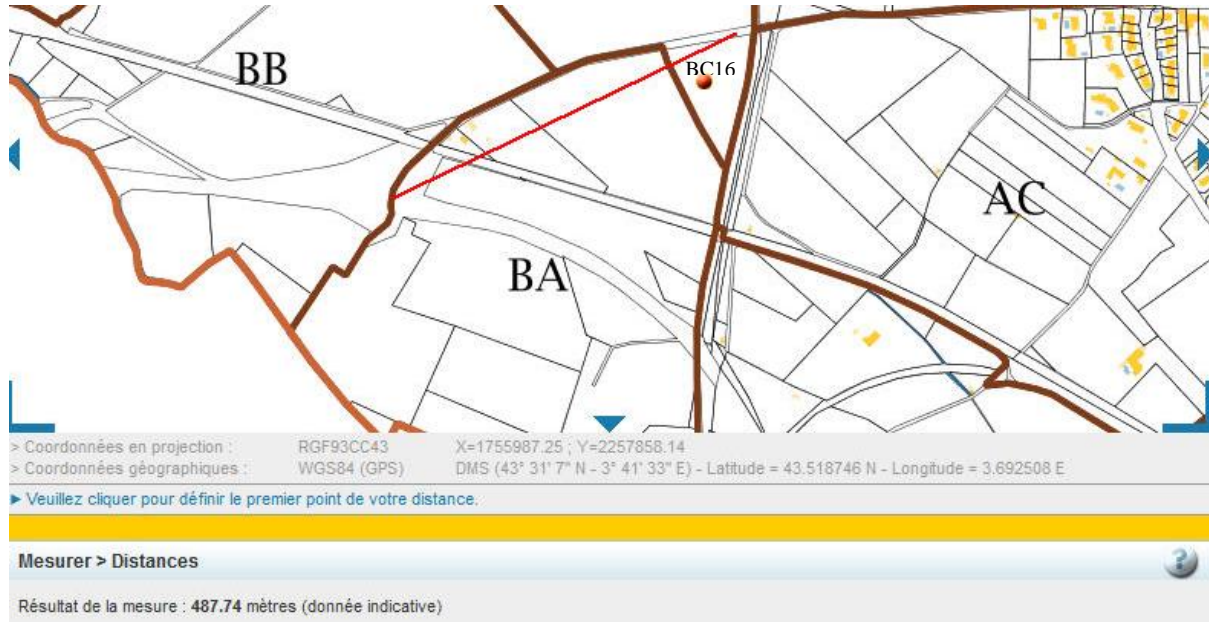 BB
BC16
AC
BA
> Coordonnées en projection : RGF93CC43 X=1755987.25 ; Y=2257858.14
> Coordonnées géographiques : WGS84 (GPS) DMS (43° 31' 7" N - 3° 41' 33" E) - Latitude = 43.518746 N - Longitude = 3.692508 E
► Veuillez cliquer pour définir le premier point de votre distance.
Mesurer > Distances
?
Résultat de la mesure : 487.74 mètres (donnée indicative)